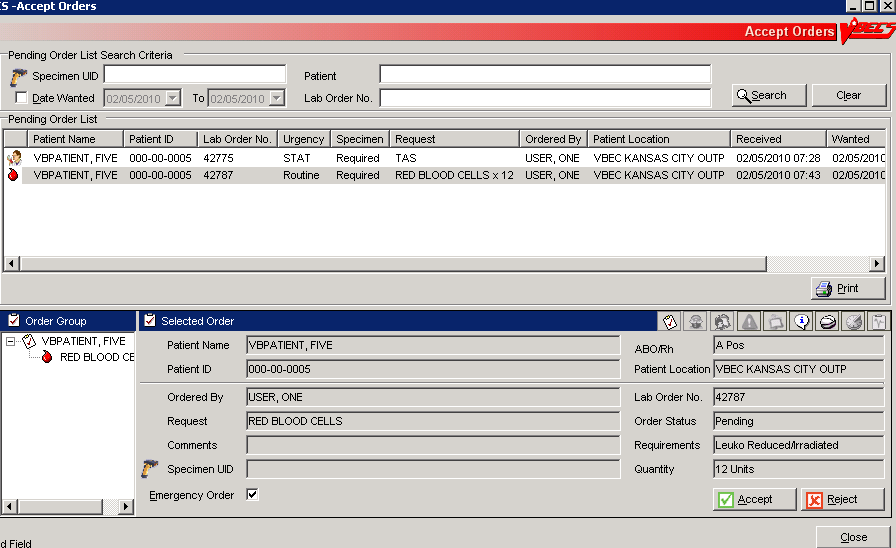 CS -Accept Orders
Accept Orders VBECS
Pending Order List Search Criteria
Specimen UID Patient
Date Wanted 02/05/2010 To 02/05/2010 Lab Order No. Search Clear
Pending Order List
Patient Name Patient ID Lab Order No. Urgency Specimen Request Ordered By Patient Location Received Wanted
VBPATIENT, FIVE 000-00-0005 42775 STAT Required TAS USER, ONE VBEC KANSAS CITY OUTP 02/05/2010 07:28 02/05/2010
VBPATIENT, FIVE 000-00-0005 42787 Routine Required RED BLOOD CELLS x 12 USER, ONE VBEC KANSAS CITY OUTP 02/05/2010 07:43 02/05/2010
Print
Order Group Selected Order
VBPATIENT, FIVE
RED BLOOD CE
Patient Name VBPATIENT, FIVE ABO/Rh A Pos
Patient ID 000-00-0005 Patient Location VBEC KANSAS CITY OUTP
Ordered By USER, ONE Lab Order No. 42787
Request RED BLOOD CELLS Order Status Pending
Comments Requirements Leuko Reduced/Irradiated
Specimen UID Quantity 12 Units
Emergency Order Accept Reject
Close
d Field